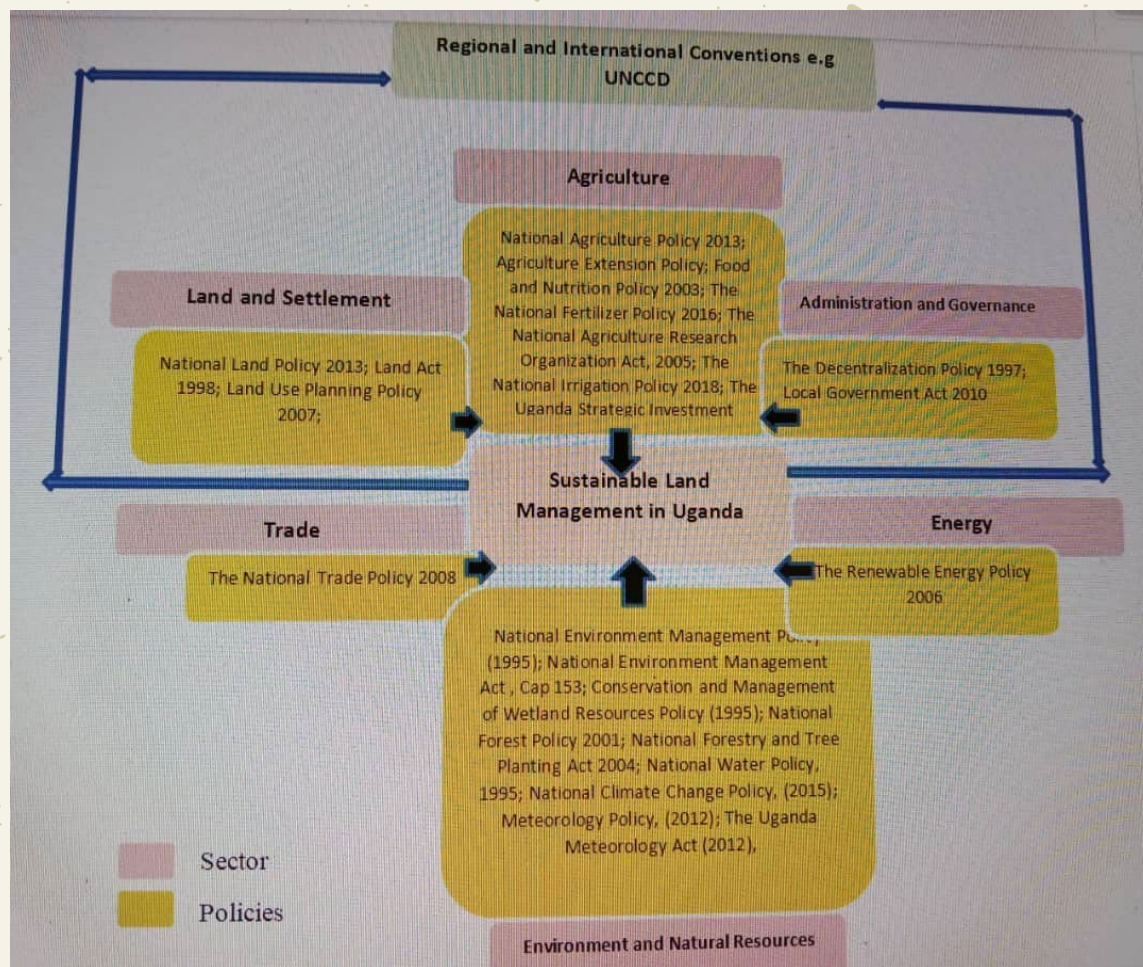 Regional and International Conventions e.g
UNCCD
Agriculture
National Agriculture Policy 2013;
Agriculture Extension Policy; Food
and Nutrition Policy 2003; The
National Fertilizer Policy 2016; The
National Agriculture Research
Organization Act, 2005; The
National Irrigation Policy 2018; The
Uganda Strategic Investment
Land and Settlement
National Land Policy 2013; Land Act
1998; Land Use Planning Policy
2007;
Administration and Governance
The Decentralization Policy 1997;
Local Government Act 2010
Sustainable Land
Management in Uganda
Trade
The National Trade Policy 2008
Energy
The Renewable Energy Policy
2006
National Environment Management
(1995); National Environment Management
Act , Cap 153; Conservation and Management
of Wetland Resources Policy (1995); National
Forest Policy 2001; National Forestry and Tree
Planting Act 2004; National Water Policy,
1995; National Climate Change Policy, (2015);
Meteorology Policy, (2012); The Uganda
Meteorology Act (2012),
Environment and Natural Resources
Sector
Policies